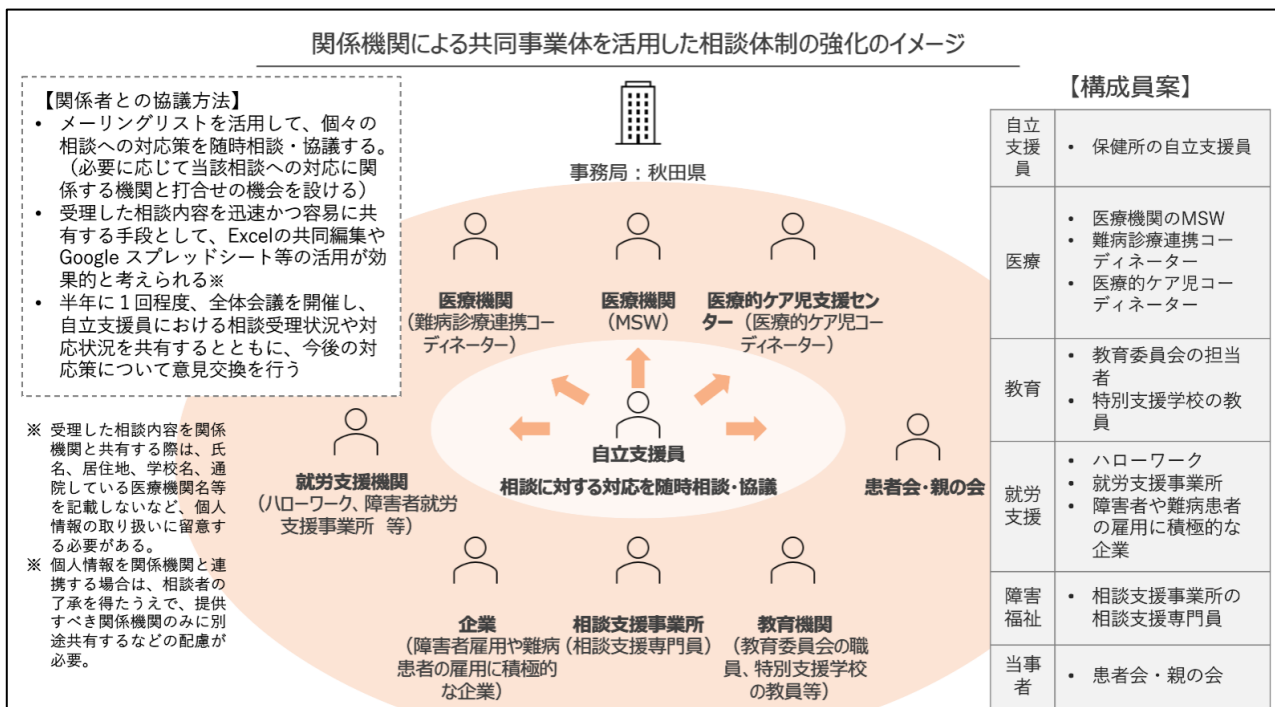 関係機関による共同事業体を活用した相談体制の強化のイメージ
【関係者との協議方法】
• メーリングリストを活用して、個々の
相談への対応策を随時相談・協議する。
（必要に応じて当該相談への対応に関
係する機関と打合せの機会を設ける）
• 受理した相談内容を迅速かつ容易に共
有する手段として、Excelの共同編集や
Google スプレッドシート等の活用が効
果的と考えられる※
• 半年に１回程度、全体会議を開催し、
自立支援員における相談受理状況や対
応状況を共有するとともに、今後の対
応策について意見交換を行う
※ 受理した相談内容を関係
機関と共有する際は、氏
名、居住地、学校名、通
院している医療機関名等
を記載しないなど、個人
情報の取り扱いに留意す
る必要がある。
※ 個人情報を関係機関と連
携する場合は、相談者の
了承を得たうえで、提供
すべき関係機関のみに別
途共有するなどの配慮が
必要。
事務局：秋田県
医療機関
（難病診療連携コー
ディネーター）
医療機関
（MSW）
医療的ケア児支援セン
ター（医療的ケア児コー
ディネーター）
自立支援員
相談に対する対応を随時相談・協議
就労支援機関
（ハローワーク、障害者就労
支援事業所 等）
患者会・親の会
企業
（障害者雇用や難病
患者の雇用に積極的
な企業）
相談支援事業所
（相談支援専門員）
教育機関
（教育委員会の職
員、特別支援学校
の教員等）
【構成員案】
自立
支援
員
• 保健所の自立支援員
医療
• 医療機関のMSW
• 難病診療連携コー
ディネーター
• 医療的ケア児コー
ディネーター
教育
• 教育委員会の担当
者
• 特別支援学校の教
員
就労
支援
• ハローワーク
• 就労支援事業所
• 障害者や難病患者
の雇用に積極的な
企業
障害
福祉
• 相談支援事業所の
相談支援専門員
当事
者
• 患者会・親の会